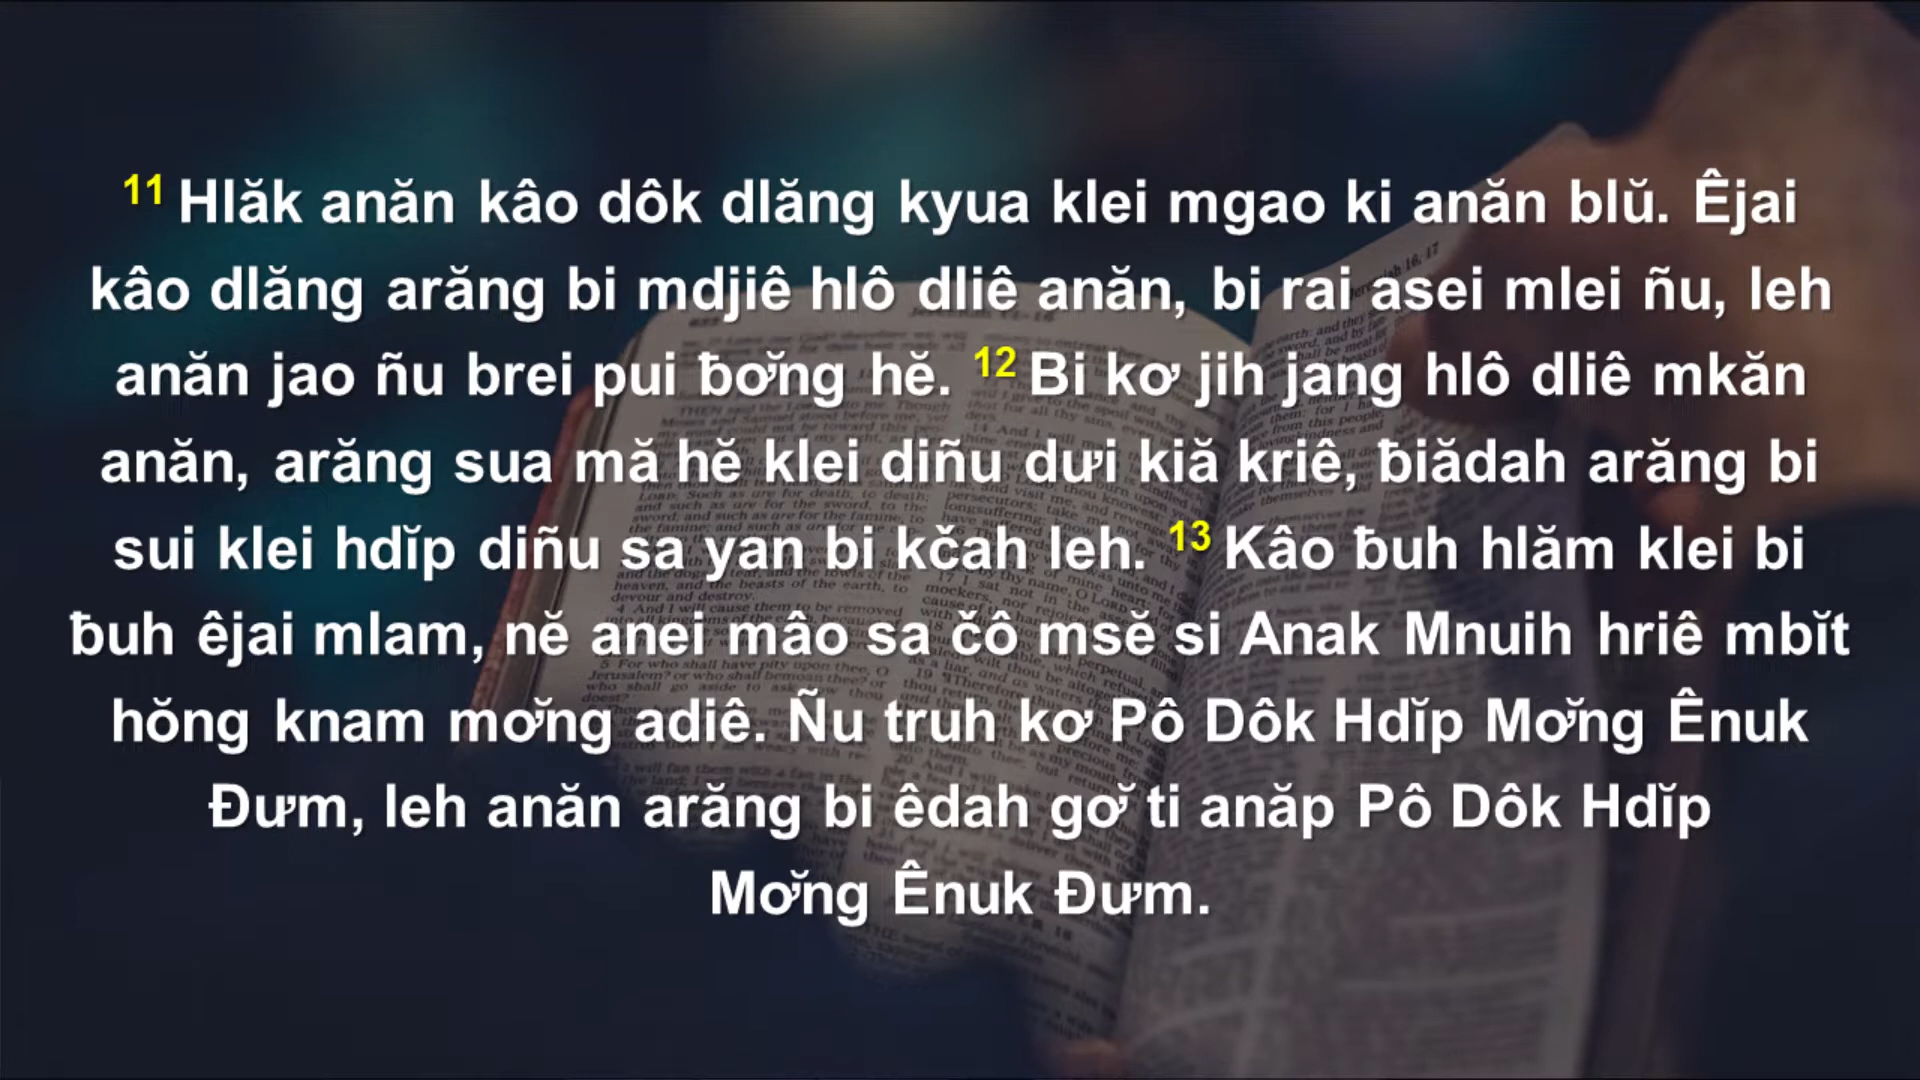 11 Hlăk anăn kâo dôk dlăng kyua klei mgao ki anăn blŭ. Êjai
kâo dlăng arăng bi mdjiê hlô dliê anăn, bi rai asei mlei ñu, leh
anăn jao ñu brei pui ƀơ̆ng hĕ. 12 Bi kơ jih jang hlô dliê mkăn
anăn, arăng sua mă hĕ klei diñu dưi kiă kriê, ƀiădah arăng bi
sui klei hdĭp diñu sa yan bi kčah leh. 13 Kâo ƀuh hlăm klei bi
ƀuh êjai mlam, nĕ anei mâo sa čô msĕ si Anak Mnuih hriê mbĭt
hŏng knam mơ̆ng adiê. Ñu truh kơ Pô Dôk Hdĭp Mơ̆ng Ênuk
Đưm, leh anăn arăng bi êdah gơ̆ ti anăp Pô Dôk Hdĭp
Mơ̆ng Ênuk Đưm.